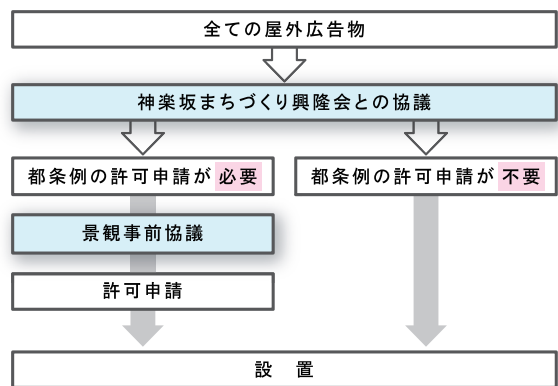 全ての屋外広告物
神楽坂まちづくり興隆会との協議
都条例の許可申請が 必要
都条例の許可申請が 不要
景観事前協議
許可申請
設　置